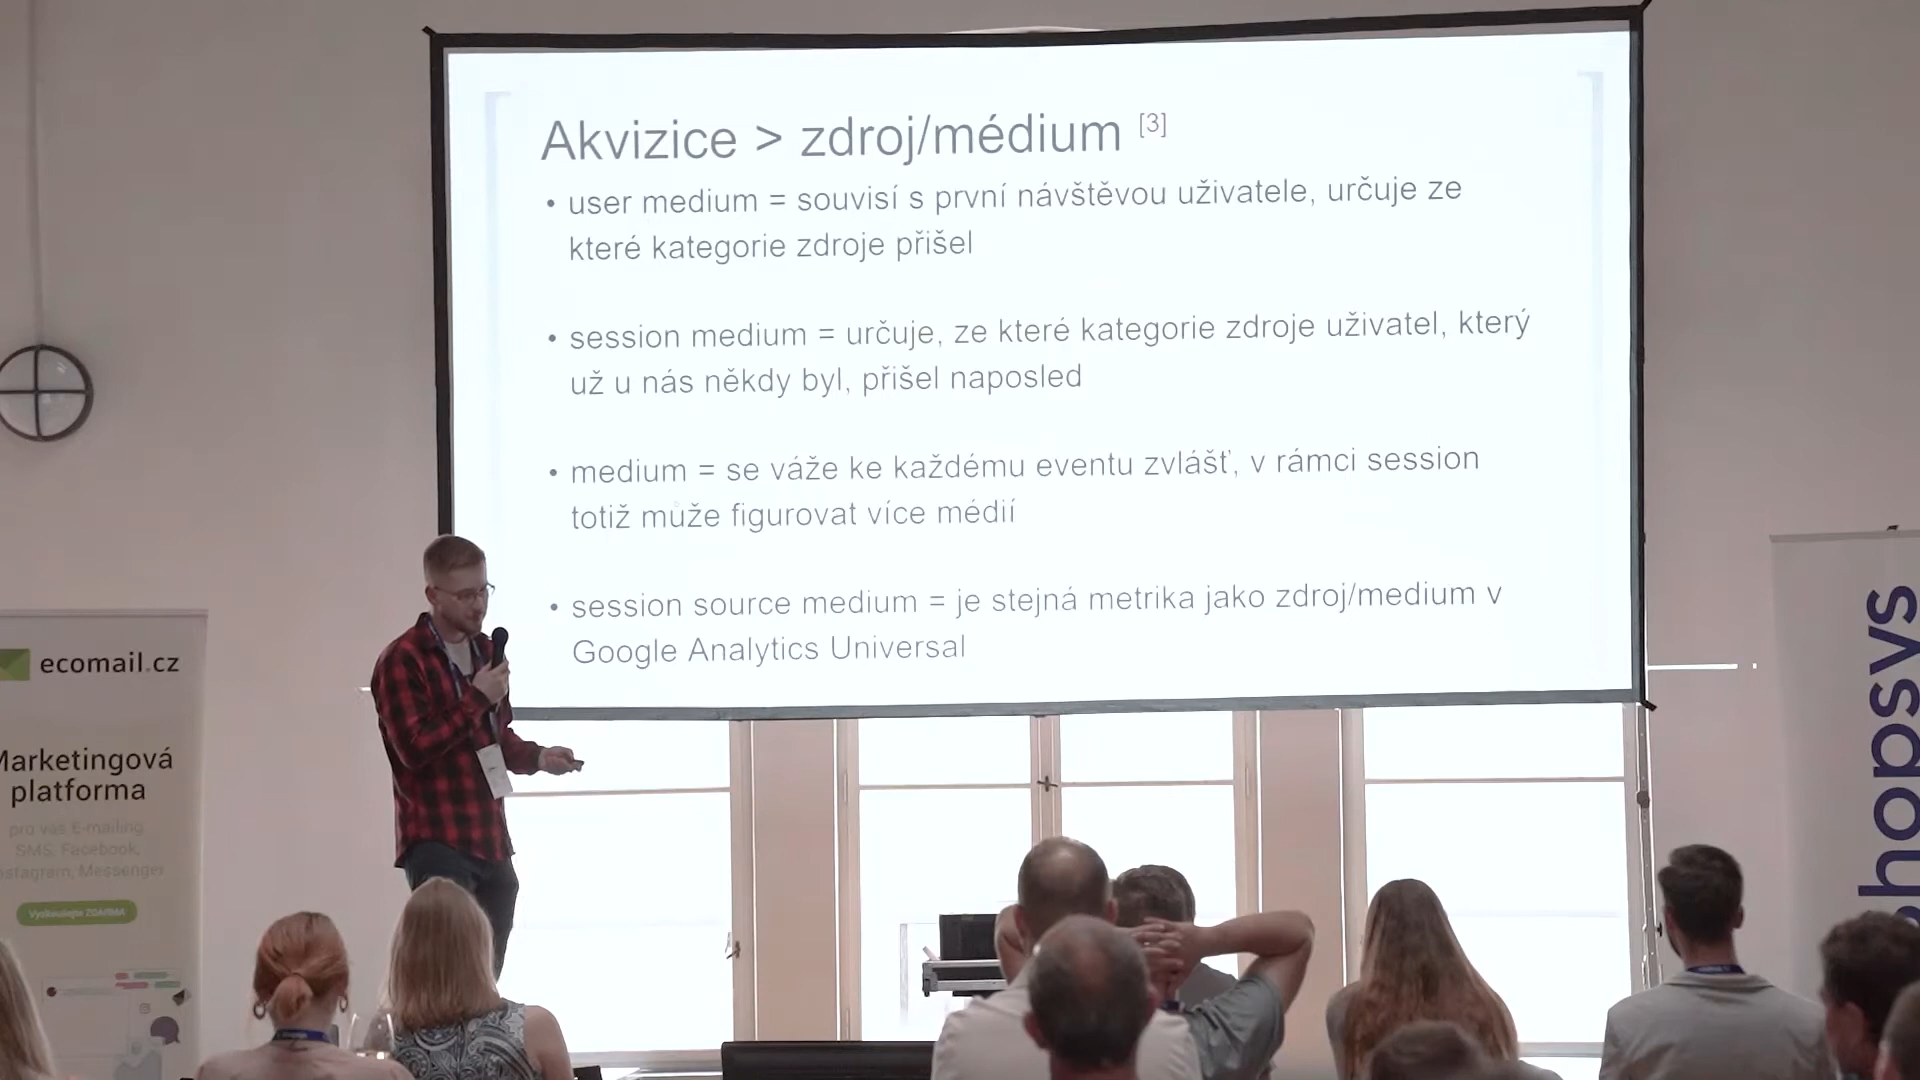 Akvizice > zdroj/médium [3]
• user medium = souvisí s první návštěvou uživatele, určuje ze
které kategorie zdroje přišel
• session medium = určuje, ze které kategorie zdroje uživatel, který
už u nás někdy byl, přišel naposled
• medium = se váže ke každému eventu zvlášť, v rámci session
totiž může figurovat více médií
• session source medium = je stejná metrika jako zdroj/medium v
Google Analytics Universal
ecomail.cz
Marketingová
platforma
pro vás E-mailing
SMS, Facebook,
Instagram, Messenger
Vyzkoušejte ZDARMA
shopsys